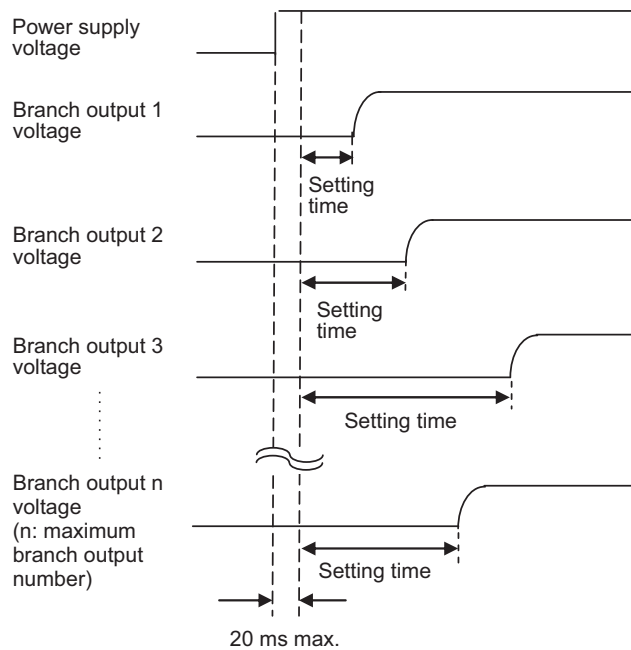 Power supply
voltage
Branch output 1
voltage
Setting
time
Branch output 2
voltage
Setting
time
Branch output 3
voltage
Setting time
Branch output n
voltage
(n: maximum
branch output
number)
Setting time
20 ms max.